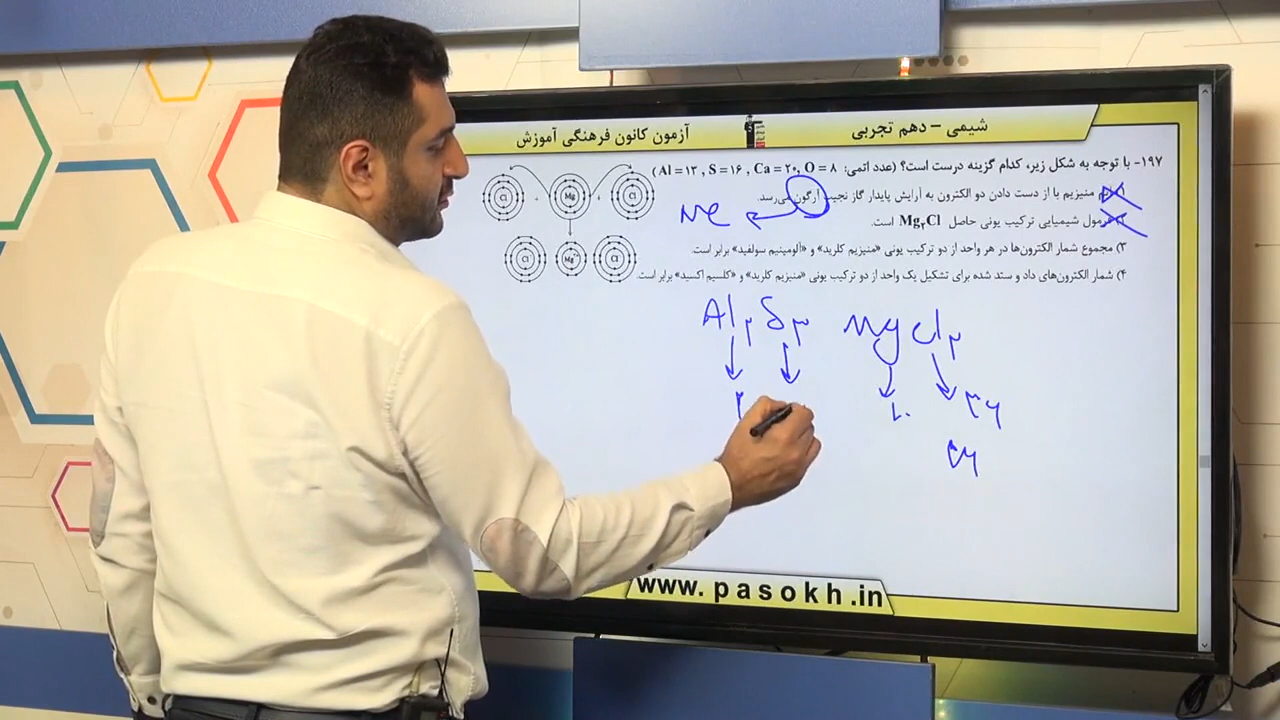 شیمی – دهم تجربی
آزمون کانون فرهنگی آموزش
۱۹۷- با توجه به شکل زیر، کدام گزینه درست است؟ (عدد اتمی: Al = ۱۳ , S = ۱۶ , Ca = ۲۰, O = ۸)
منیزیم با از دست دادن دو الکترون به آرایش پایدار گاز نجیب آرگون می‌رسد.
Ne
فرمول شیمیایی ترکیب یونی حاصل Mg₂Cl است.
۳) مجموع شمار الکترون‌ها در هر واحد از دو ترکیب یونی «منیزیم کلرید» و «آلومینیم سولفید» برابر است.
۴) شمار الکترون‌های داد و ستد شده برای تشکیل یک واحد از دو ترکیب یونی «منیزیم کلرید» و «کلسیم اکسید» برابر است.
Cl + Mg + Cl
Cl Mg Cl
Al₂ S₃ Mg Cl₂
۲ ۱۰ ۳۶
www.pasokh.in